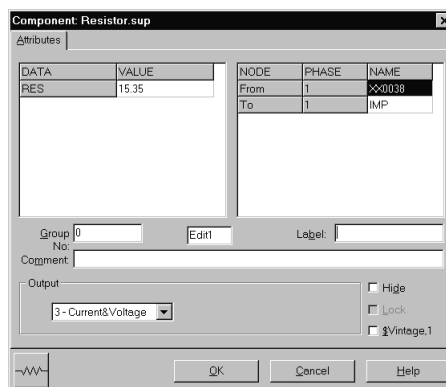 Component: Resistor.sup
Attributes
DATA VALUE
RES 15.35
NODE PHASE NAME
From 1 XX0038
To 1 IMP
Group No: 0
Edit1
Label:
Comment:
Output
3 - Current&Voltage
Hide
Lock
$Vintage,1
OK Cancel Help